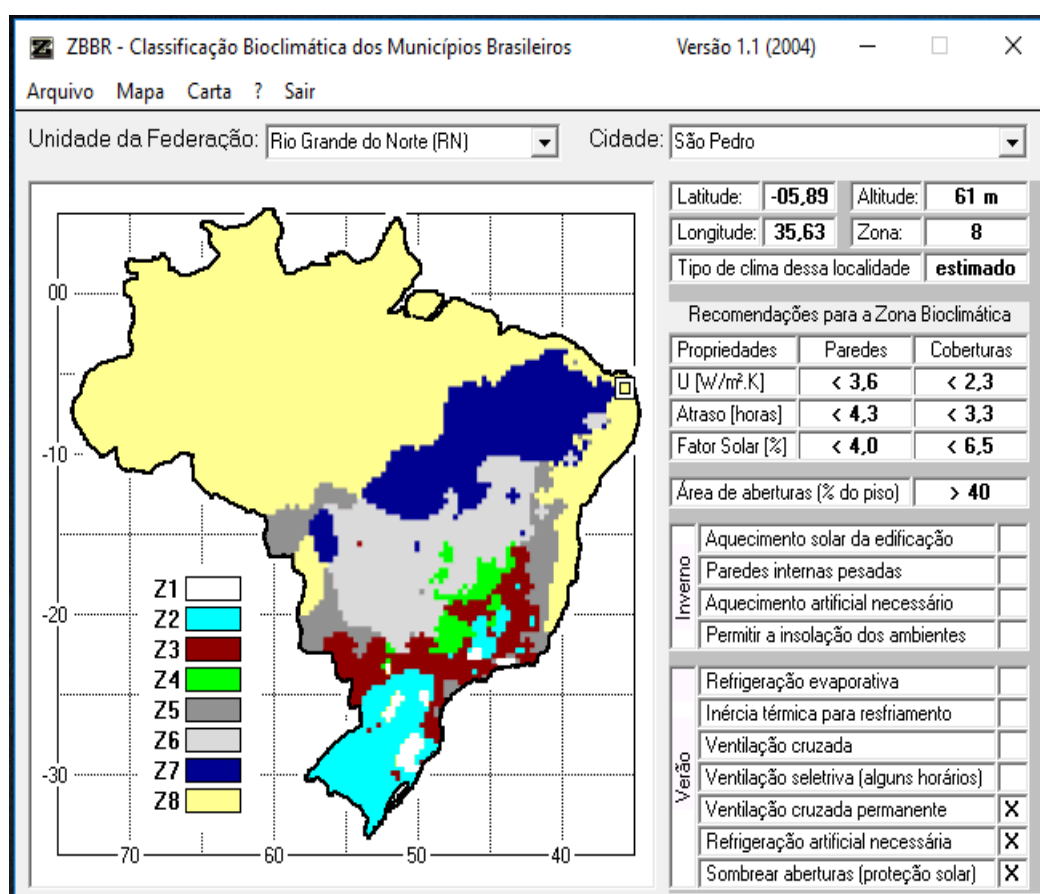 ZBBR - Classificação Bioclimática dos Municípios Brasileiros Versão 1.1 (2004)
Arquivo Mapa Carta ? Sair
Unidade da Federação: Rio Grande do Norte (RN) Cidade: São Pedro
Latitude: -05,89 Altitude: 61 m
Longitude: 35,63 Zona: 8
Tipo de clima dessa localidade estimado
Recomendações para a Zona Bioclimática
Propriedades Paredes Coberturas
U [W/m².K] < 3,6 < 2,3
Atraso [horas] < 4,3 < 3,3
Fator Solar [%] < 4,0 < 6,5
Área de aberturas (% do piso) > 40
Inverno
Aquecimento solar da edificação
Paredes internas pesadas
Aquecimento artificial necessário
Permitir a insolação dos ambientes
Verão
Refrigeração evaporativa
Inércia térmica para resfriamento
Ventilação cruzada
Ventilação seletriva (alguns horários)
Ventilação cruzada permanente X
Refrigeração artificial necessária X
Sombrear aberturas (proteção solar) X
00
-10
-20
-30
Z1
Z2
Z3
Z4
Z5
Z6
Z7
Z8
70 60 50 40